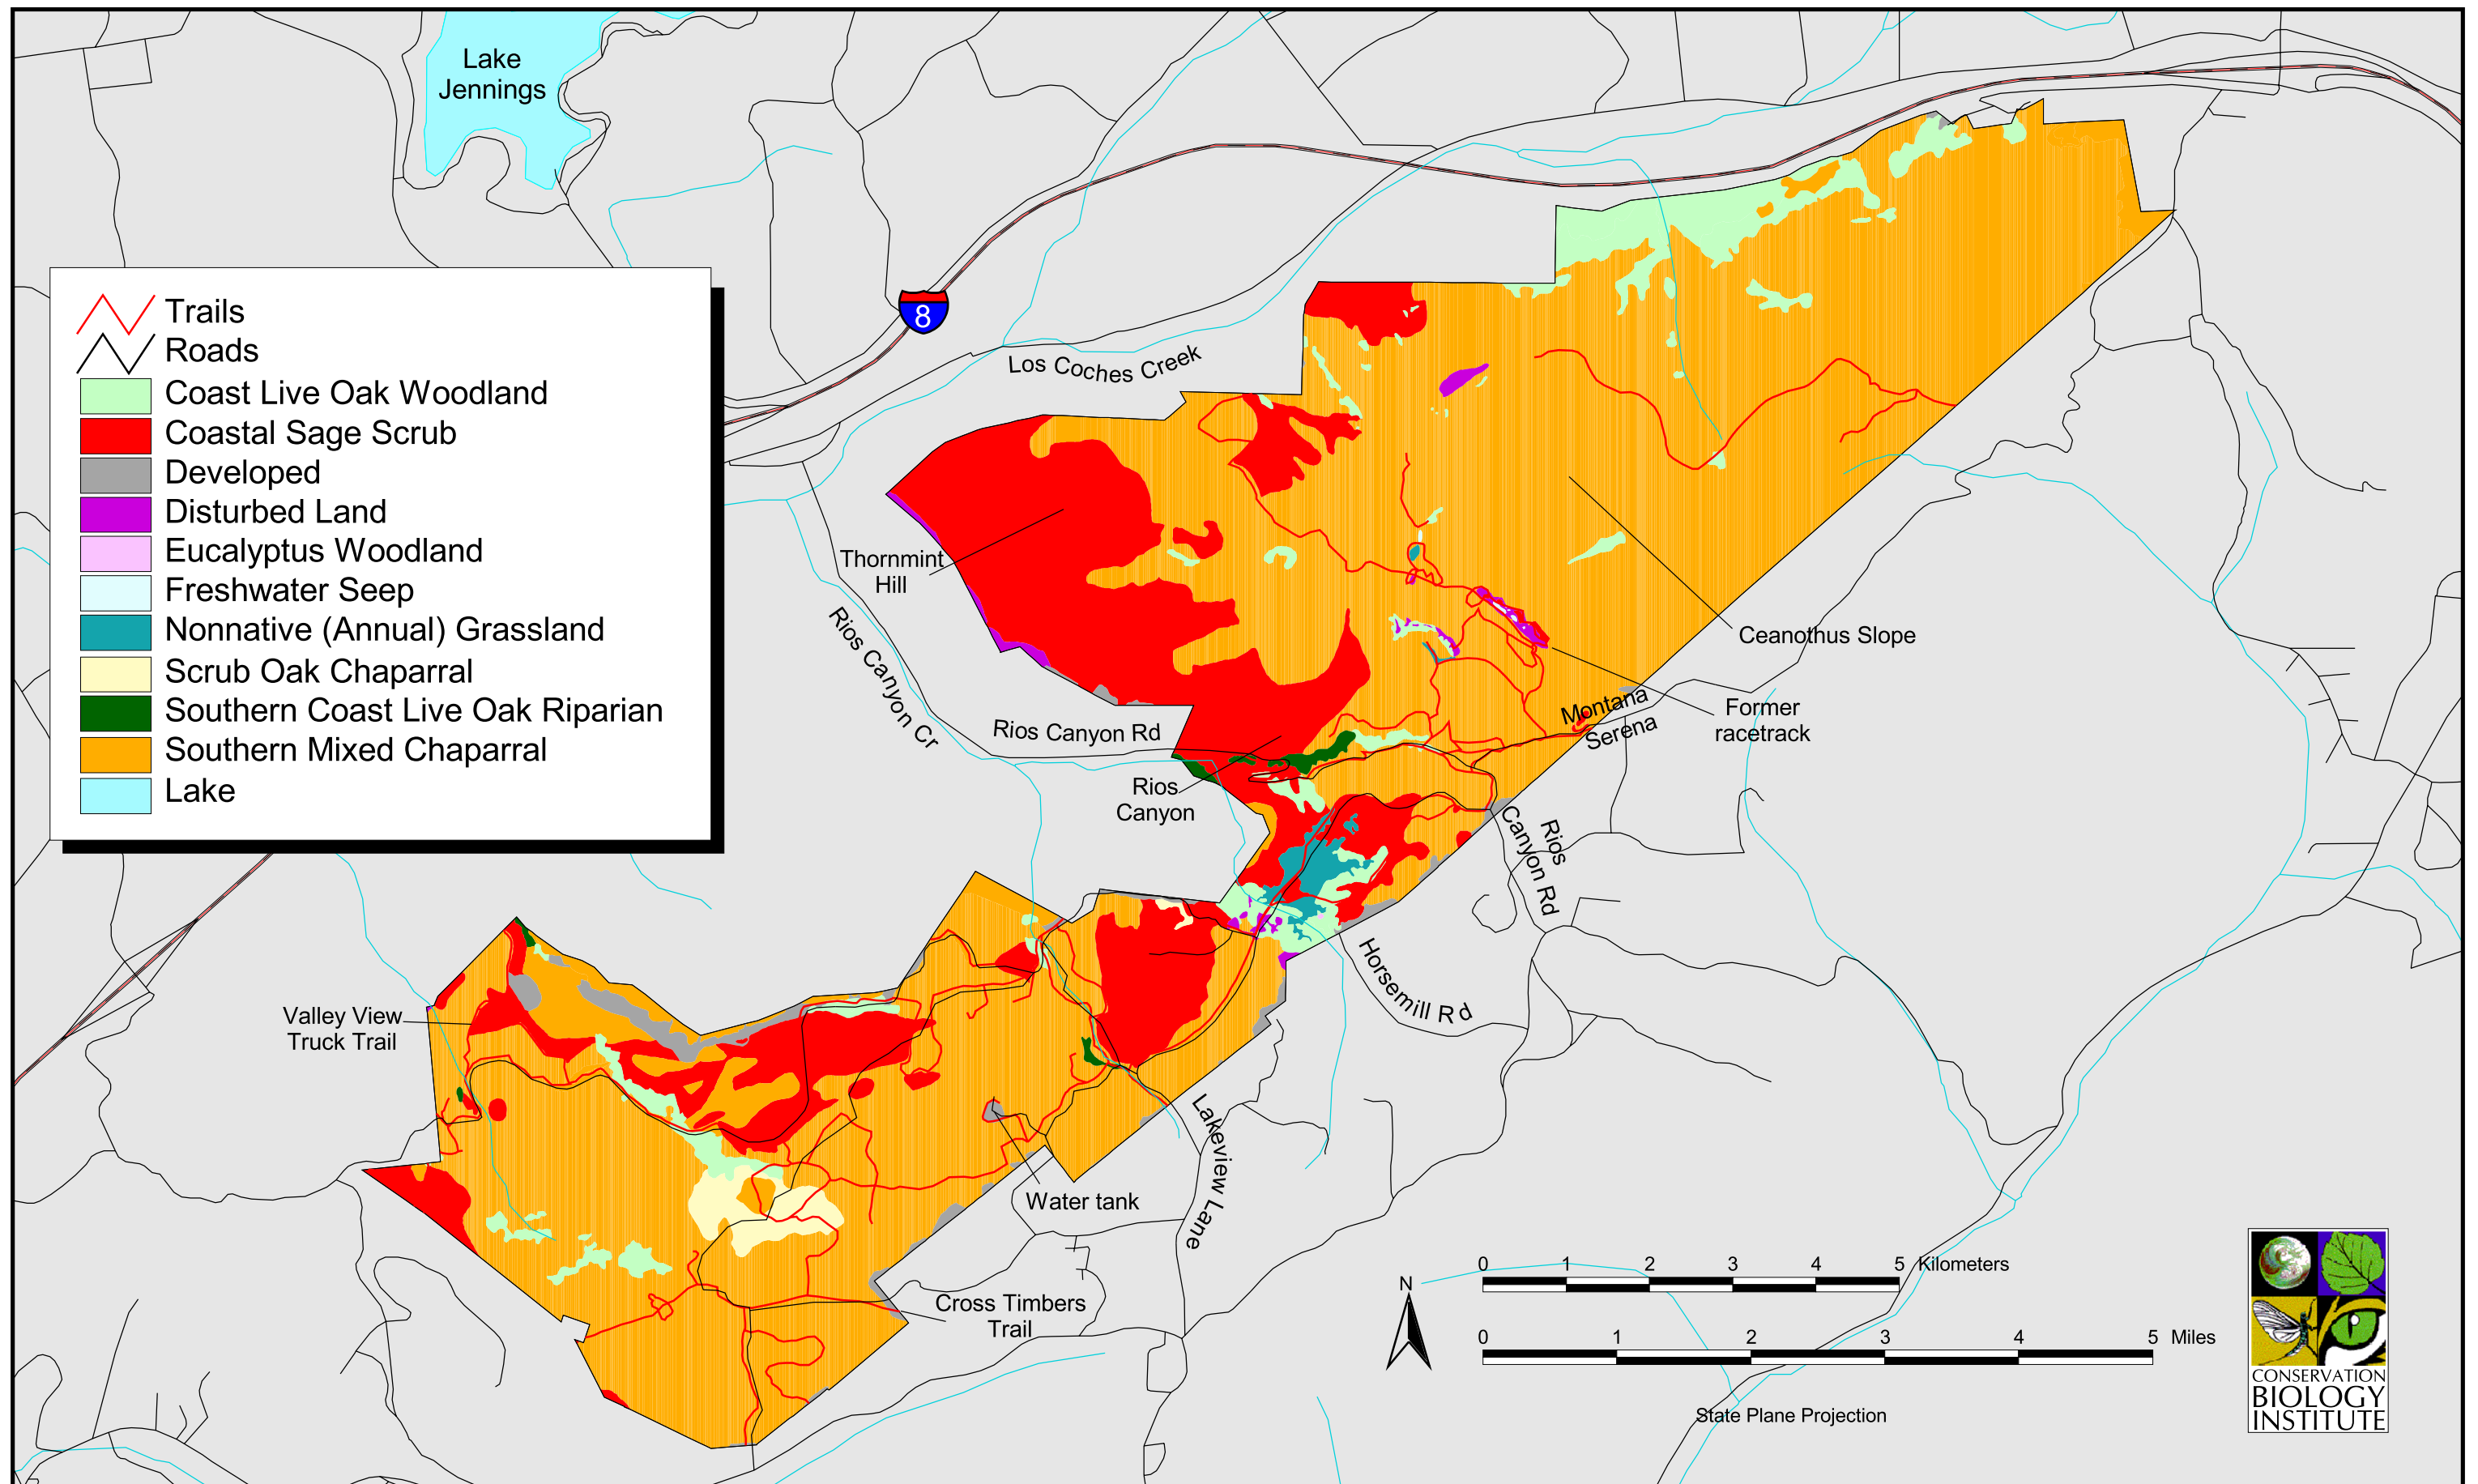 Lake
Jennings
8
Los Coches Creek
Trails
Roads
Coast Live Oak Woodland
Coastal Sage Scrub
Developed
Disturbed Land
Eucalyptus Woodland
Freshwater Seep
Nonnative (Annual) Grassland
Scrub Oak Chaparral
Southern Coast Live Oak Riparian
Southern Mixed Chaparral
Lake
Thornmint
Hill
Rios Canyon Cr
Rios Canyon Rd
Ceanothus Slope
Montana
Serena
Former
racetrack
Rios
Canyon
Rios
Canyon Rd
Horsemill Rd
Valley View
Truck Trail
Lakeview Lane
Water tank
Cross Timbers
Trail
N
0 1 2 3 4 5 Kilometers
0 1 2 3 4 5 Miles
State Plane Projection
CONSERVATION
BIOLOGY
INSTITUTE